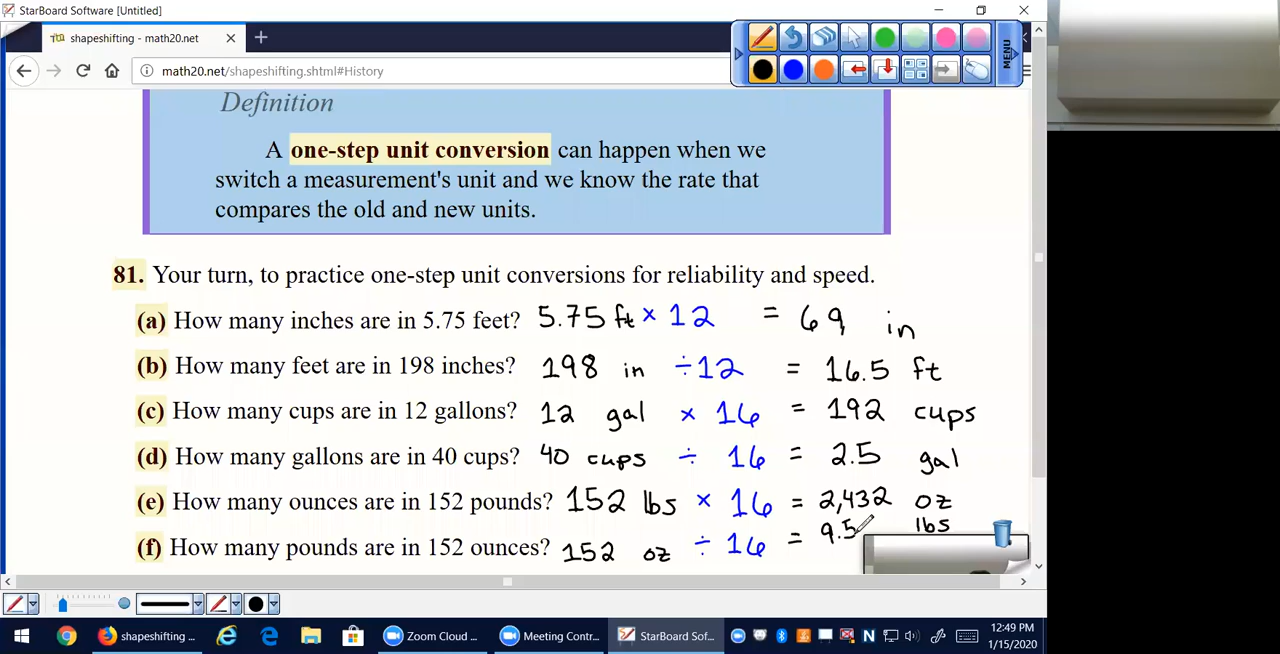 StarBoard Software [Untitled]
shapeshifting - math20.net
math20.net/shapeshifting.shtml#History
MENU
Definition
A one-step unit conversion can happen when we
switch a measurement's unit and we know the rate that
compares the old and new units.
81. Your turn, to practice one-step unit conversions for reliability and speed.
(a) How many inches are in 5.75 feet? 5.75 ft × 12 = 69 in
(b) How many feet are in 198 inches? 198 in ÷12 = 16.5 ft
(c) How many cups are in 12 gallons? 12 gal × 16 = 192 cups
(d) How many gallons are in 40 cups? 40 cups ÷ 16 = 2.5 gal
(e) How many ounces are in 152 pounds? 152 lbs × 16 = 2,432 oz
(f) How many pounds are in 152 ounces? 152 oz ÷ 16 = 9.5 lbs
shapeshifting ... Zoom Cloud ... Meeting Contr... StarBoard Sof... N 12:49 PM
1/15/2020